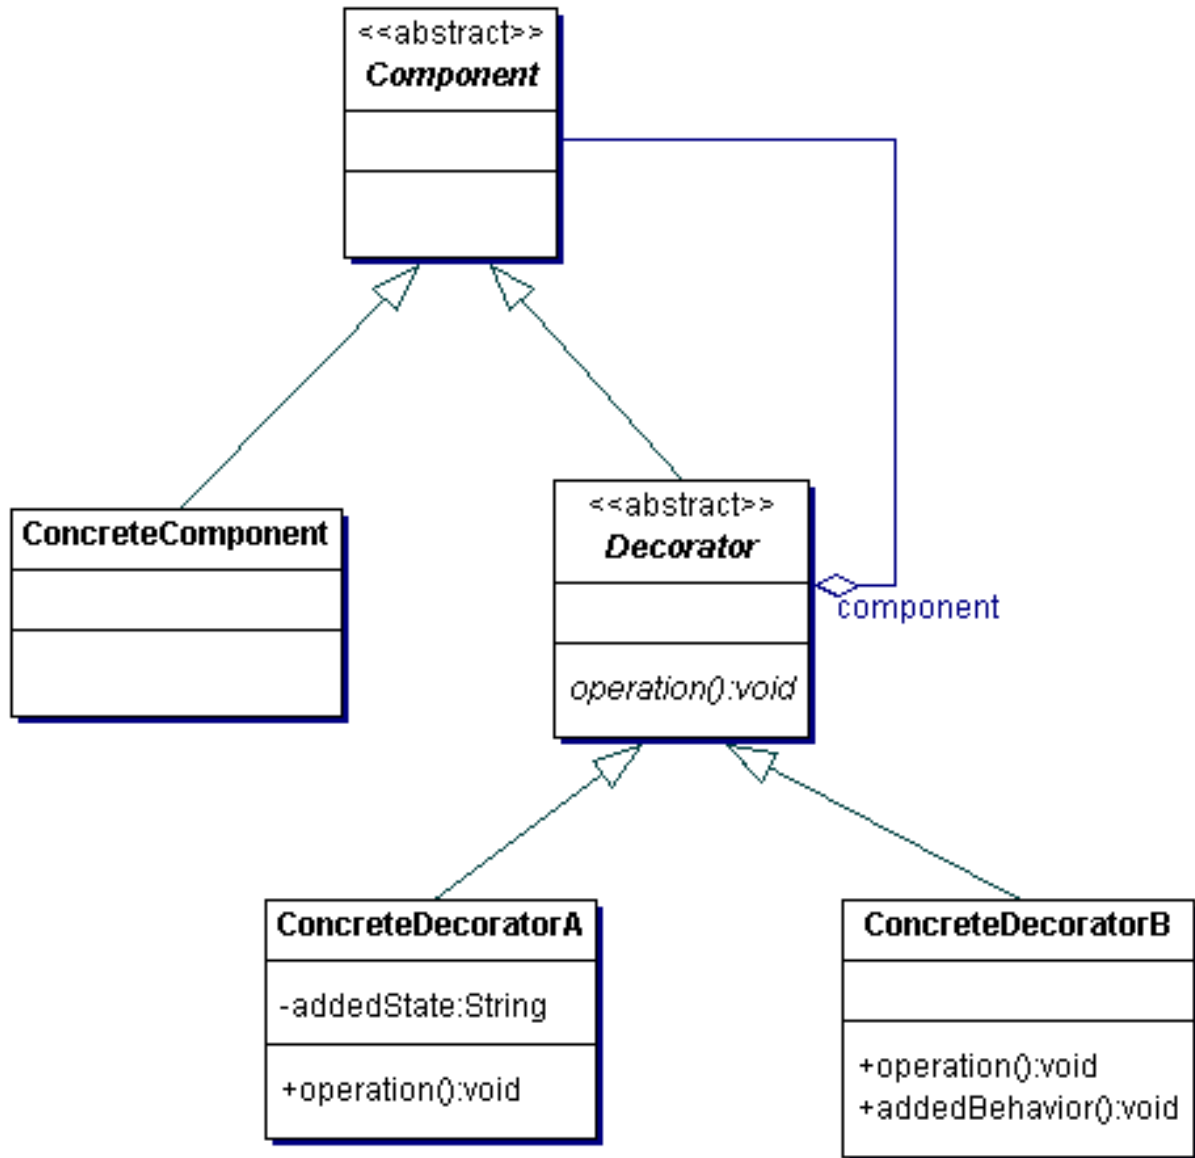 <<abstract>>
Component
ConcreteComponent
<<abstract>>
Decorator
component
operation():void
ConcreteDecoratorA
-addedState:String
+operation():void
ConcreteDecoratorB
+operation():void
+addedBehavior():void